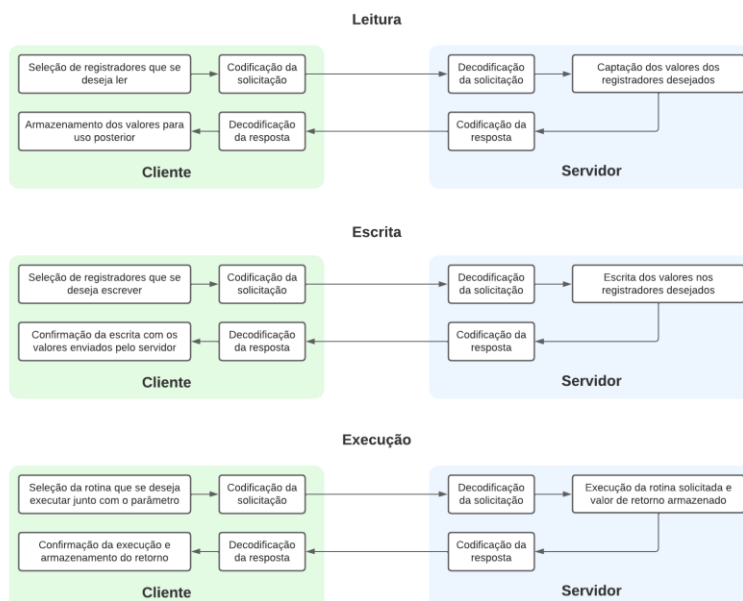 Leitura
Seleção de registradores que se
deseja ler
Codificação da
solicitação
Decodificação
da solicitação
Captação dos valores dos
registradores desejados
Armazenamento dos valores para
uso posterior
Decodificação
da resposta
Codificação da
resposta
Cliente
Servidor
Escrita
Seleção de registradores que se
deseja escrever
Codificação da
solicitação
Decodificação
da solicitação
Escrita dos valores nos
registradores desejados
Confirmação da escrita com os
valores enviados pelo servidor
Decodificação
da resposta
Codificação da
resposta
Cliente
Servidor
Execução
Seleção da rotina que se deseja
executar junto com o parâmetro
Codificação da
solicitação
Decodificação
da solicitação
Execução da rotina solicitada e
valor de retorno armazenado
Confirmação da execução e
armazenamento do retorno
Decodificação
da resposta
Codificação da
resposta
Cliente
Servidor